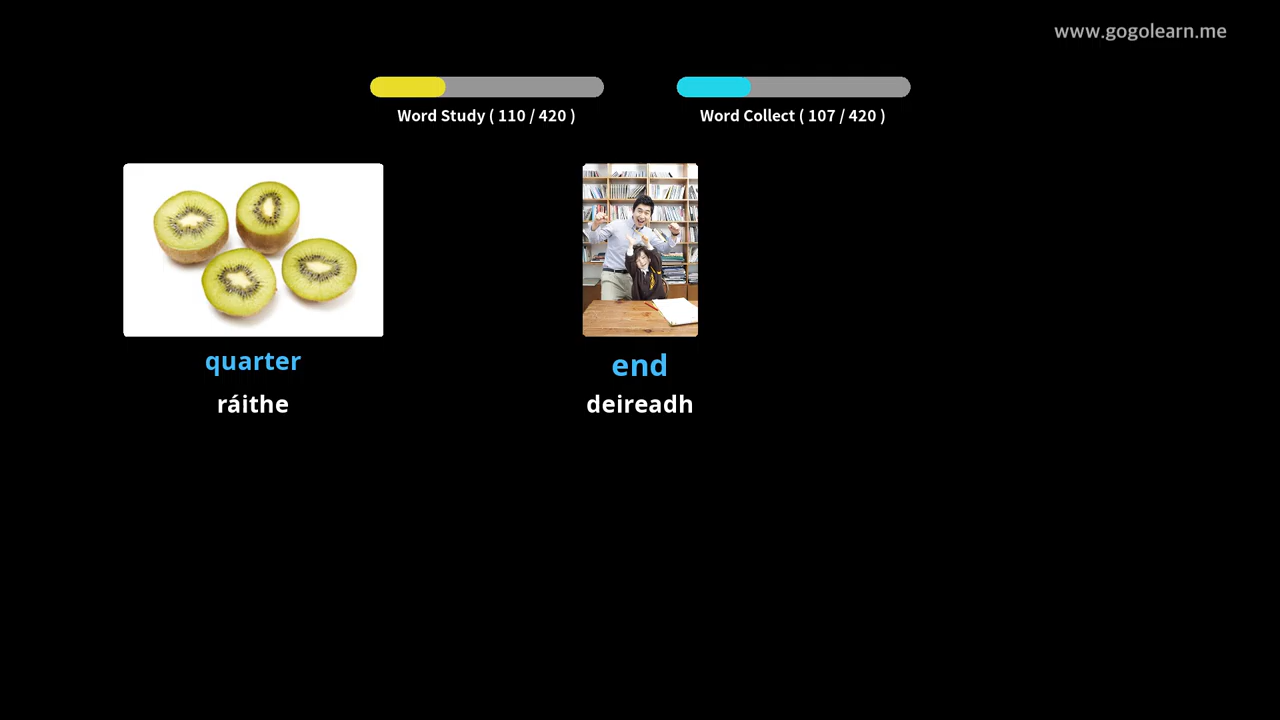 www.gogolearn.me
Word Study ( 110 / 420 )
Word Collect ( 107 / 420 )
quarter
ráithe
end
deireadh